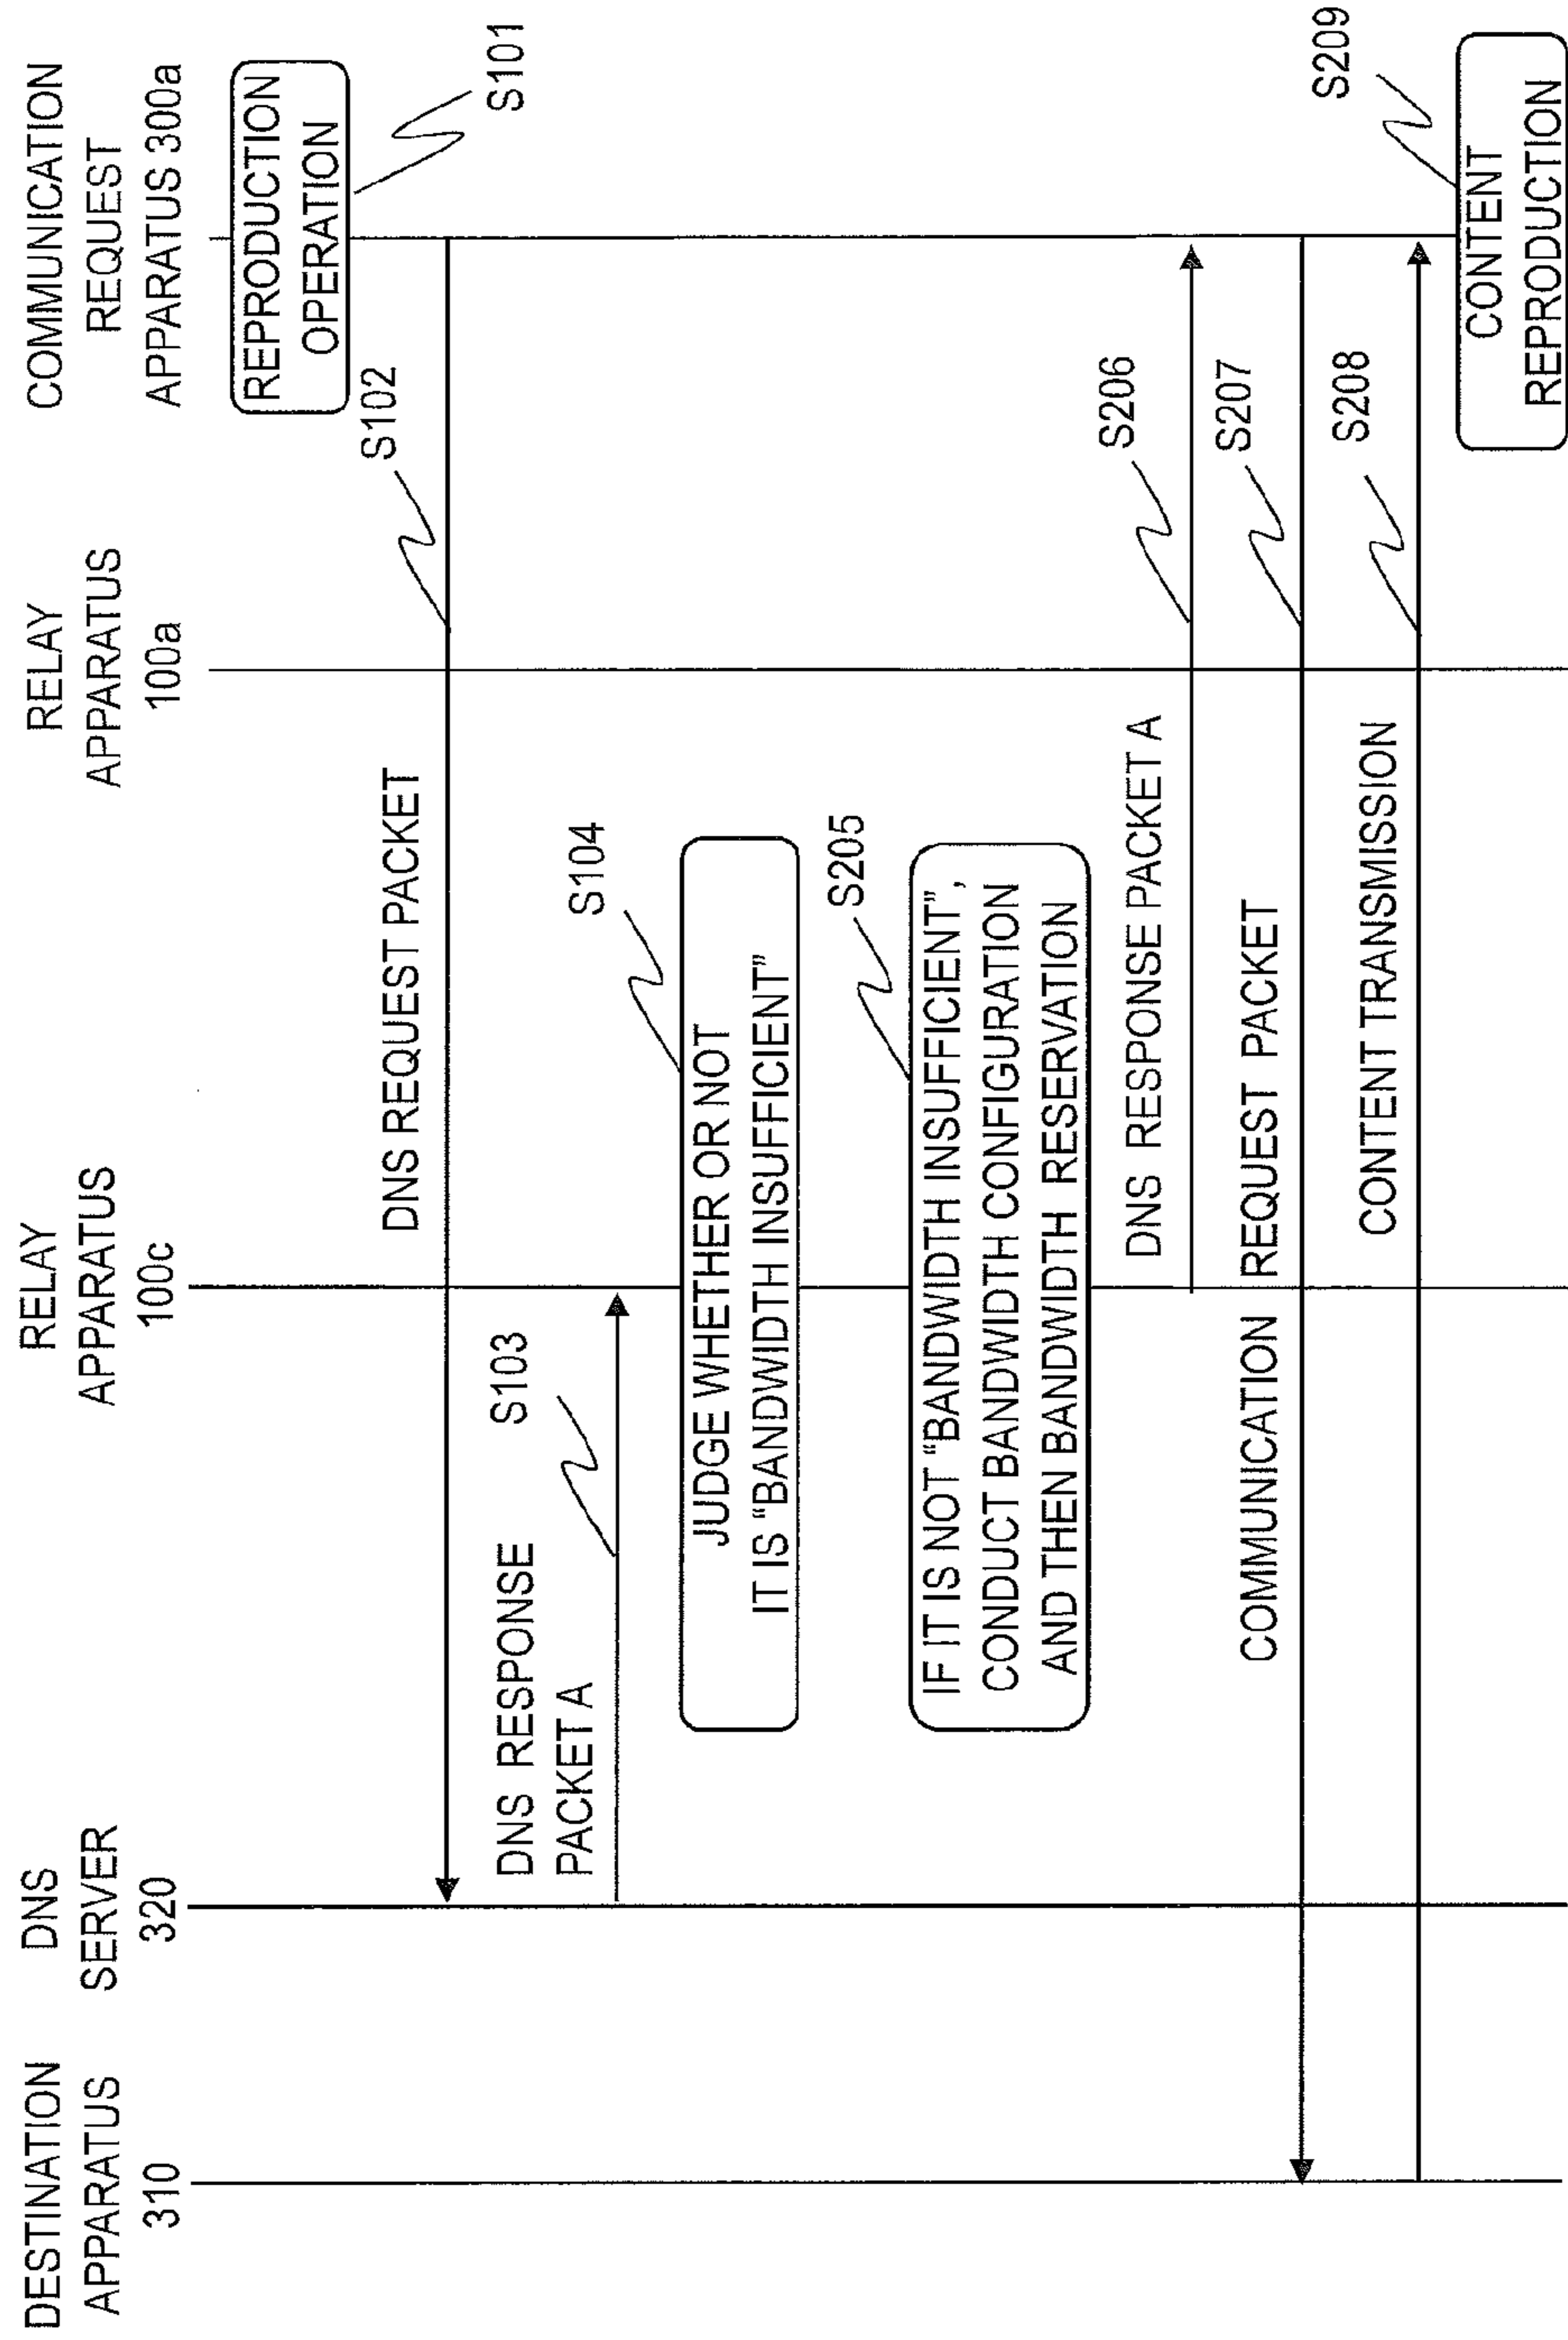 DESTINATION
APPARATUS
310
DNS
SERVER
320
RELAY
APPARATUS
100c
RELAY
APPARATUS
100a
COMMUNICATION
REQUEST
APPARATUS 300a
REPRODUCTION
OPERATION
S101
S102
DNS REQUEST PACKET
DNS RESPONSE
PACKET A
S103
S104
JUDGE WHETHER OR NOT
IT IS “BANDWIDTH INSUFFICIENT”
S205
IF IT IS NOT “BANDWIDTH INSUFFICIENT”,
CONDUCT BANDWIDTH CONFIGURATION
AND THEN BANDWIDTH RESERVATION
DNS RESPONSE PACKET A
S206
COMMUNICATION REQUEST PACKET
S207
CONTENT TRANSMISSION
S208
S209
CONTENT
REPRODUCTION